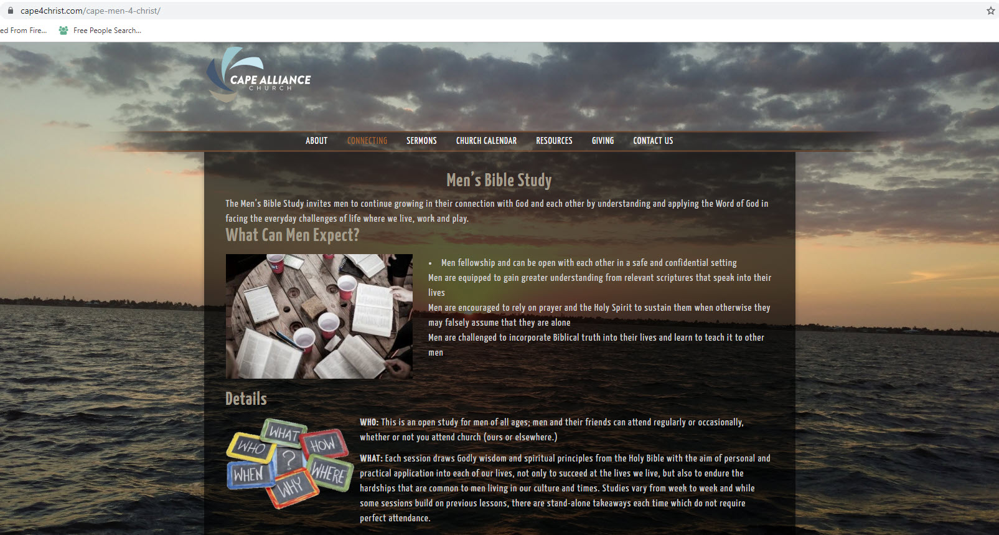 cape4christ.com/cape-men-4-christ/
ed From Fire...
Free People Search...
CAPE ALLIANCE
CHURCH
ABOUT
CONNECTING
SERMONS
CHURCH CALENDAR
RESOURCES
GIVING
CONTACT US
Men's Bible Study
The Men's Bible Study invites men to continue growing in their connection with God and each other by understanding and applying the Word of God in
facing the everyday challenges of life where we live, work and play.
What Can Men Expect?
• Men fellowship and can be open with each other in a safe and confidential setting
Men are equipped to gain greater understanding from relevant scriptures that speak into their
lives
Men are encouraged to rely on prayer and the Holy Spirit to sustain them when otherwise they
may falsely assume that they are alone
Men are challenged to incorporate Biblical truth into their lives and learn to teach it to other
men
Details
WHAT
WHO
HOW
?
WHEN
WHERE
WHY
WHO: This is an open study for men of all ages; men and their friends can attend regularly or occasionally,
whether or not you attend church (ours or elsewhere.)
WHAT: Each session draws Godly wisdom and spiritual principles from the Holy Bible with the aim of personal and
practical application into each of our lives, not only to succeed at the lives we live, but also to endure the
hardships that are common to men living in our culture and times. Studies vary from week to week and while
some sessions build on previous lessons, there are stand-alone takeaways each time which do not require
perfect attendance.